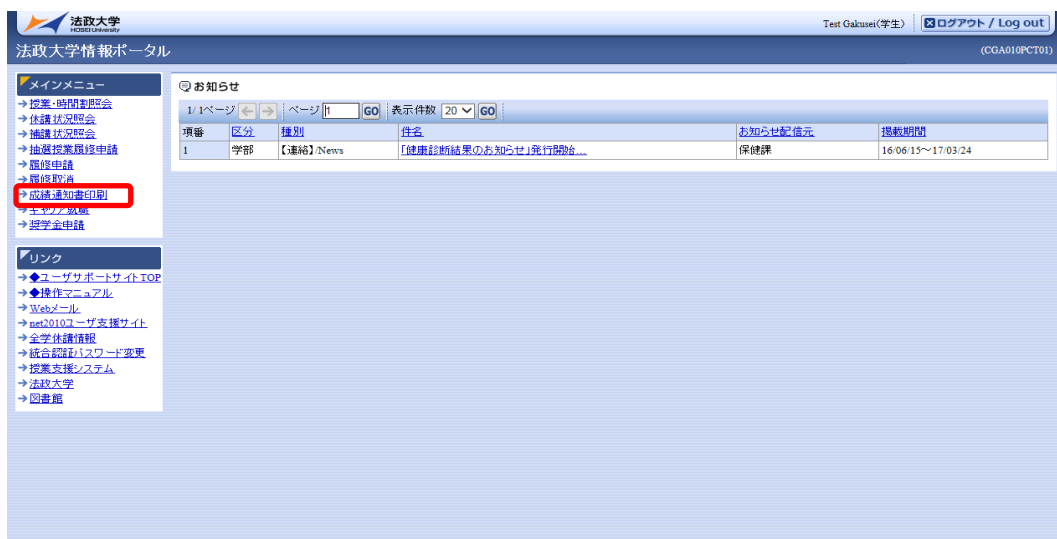 法政大学
HOSEI University
Test Gakusei(学生)
ログアウト / Log out
法政大学情報ポータル
(CGA010PCT01)
メインメニュー
授業・時間割照会
休講状況照会
補講状況照会
抽選授業履修申請
履修申請
履修取消
成績通知書印刷
キャリア就職
奨学金申請
リンク
◆ユーザサポートサイトTOP
◆操作マニュアル
Webメール
net2010ユーザ支援サイト
全学休講情報
統合認証パスワード変更
授業支援システム
法政大学
図書館
お知らせ
1/ 1ページ ページ 1 GO 表示件数 20 GO
項番 区分 種別 件名 お知らせ配信元 掲載期間
1 学部 【連絡】/News 「健康診断結果のお知らせ」発行開始... 保健課 16/06/15～17/03/24